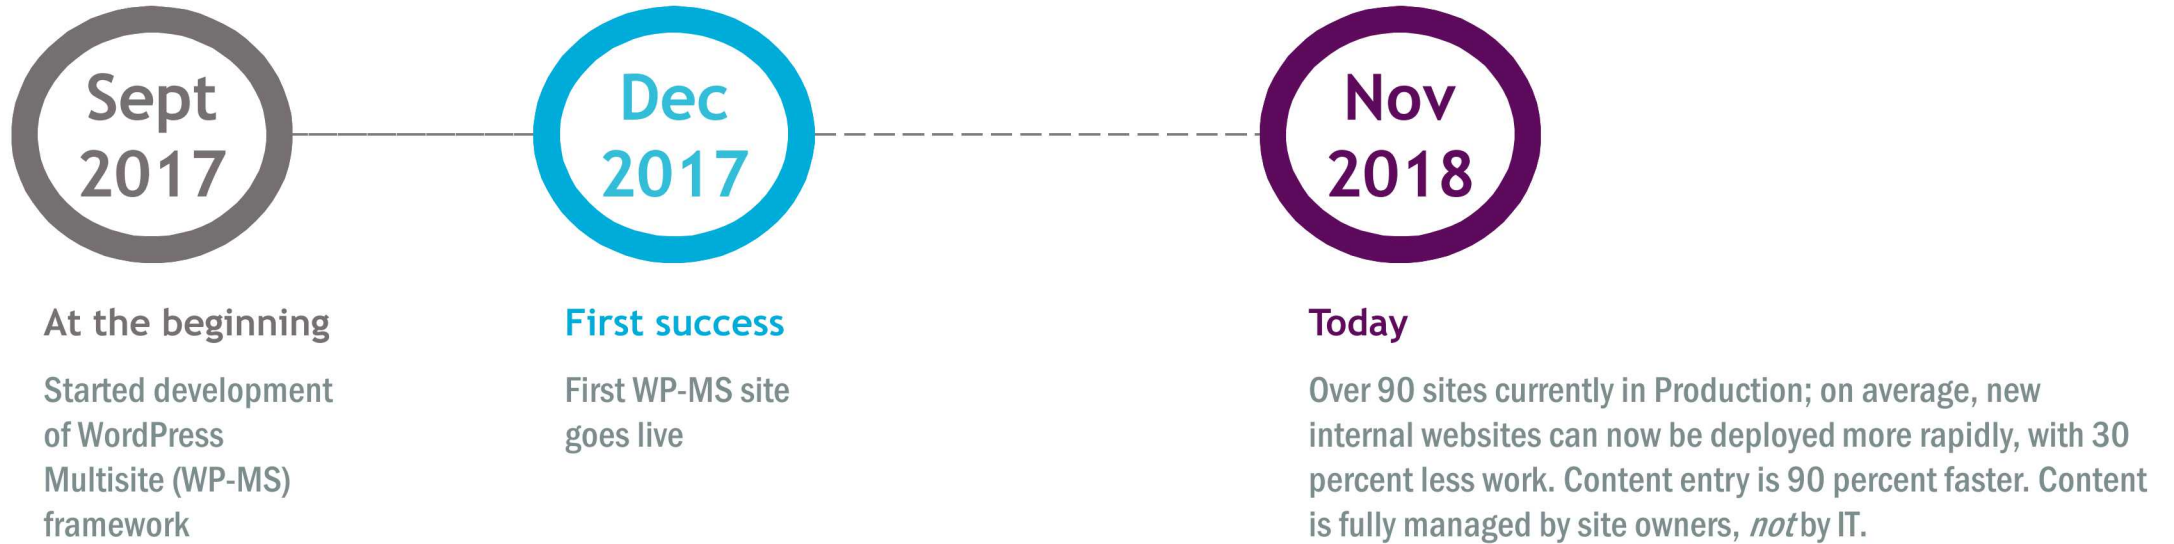 Sept
2017
Dec
2017
Nov
2018
At the beginning
Started development
of WordPress
Multisite (WP-MS)
framework
First success
First WP-MS site
goes live
Today
Over 90 sites currently in Production; on average, new
internal websites can now be deployed more rapidly, with 30
percent less work. Content entry is 90 percent faster. Content
is fully managed by site owners, not by IT.